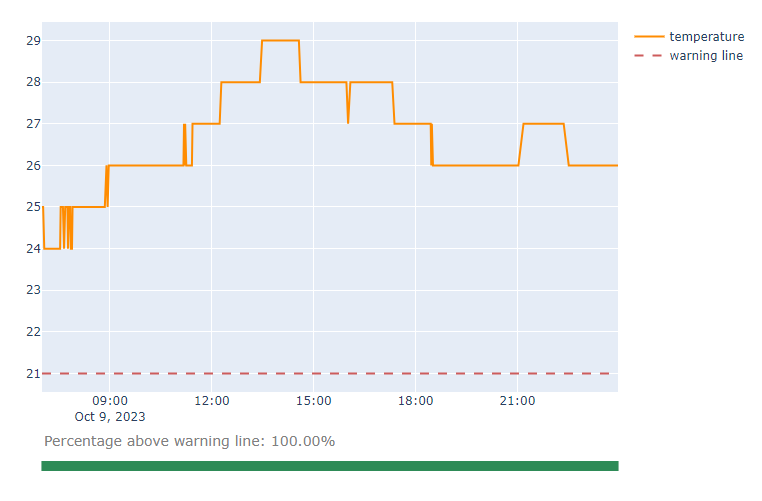 temperature
warning line
29
28
27
26
25
24
23
22
21
09:00 12:00 15:00 18:00 21:00
Oct 9, 2023
Percentage above warning line: 100.00%